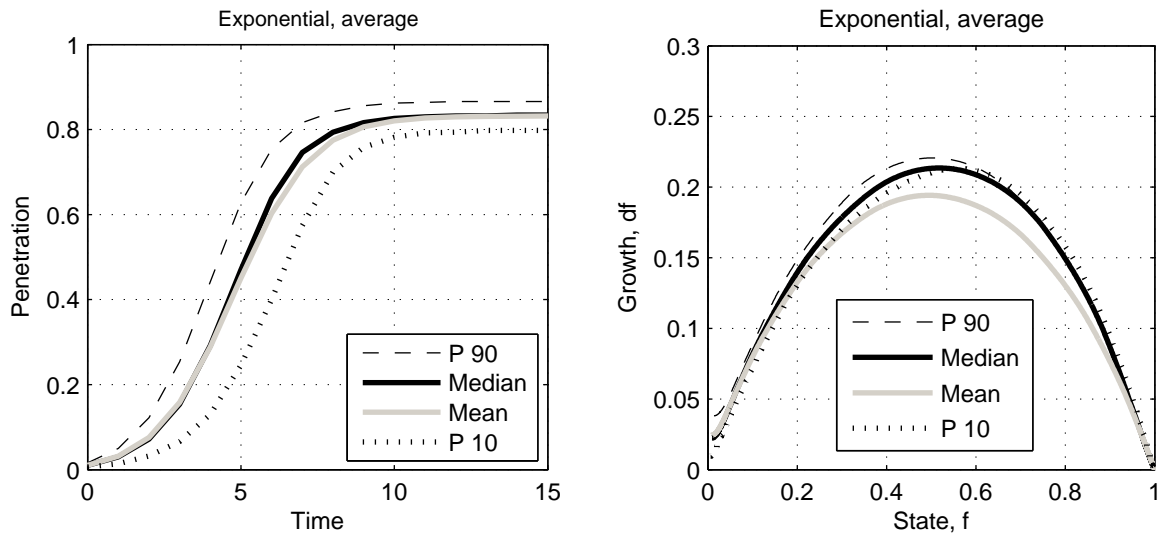 Exponential, average
1
0.8
0.6
0.4
0.2
0
Penetration
P 90
Median
Mean
P 10
0
5
10
15
Time
Exponential, average
0.3
0.25
0.2
0.15
0.1
0.05
0
Growth, df
P 90
Median
Mean
P 10
0
0.2
0.4
0.6
0.8
1
State, f